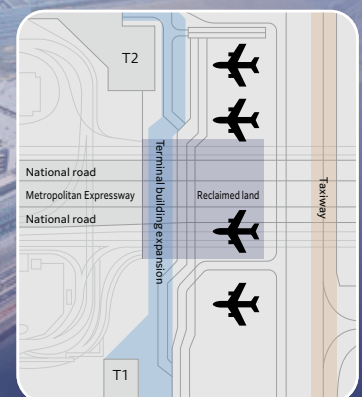 T2
National road
Metropolitan Expressway
National road
Terminal building expansion
Reclaimed land
Taxiway
T1